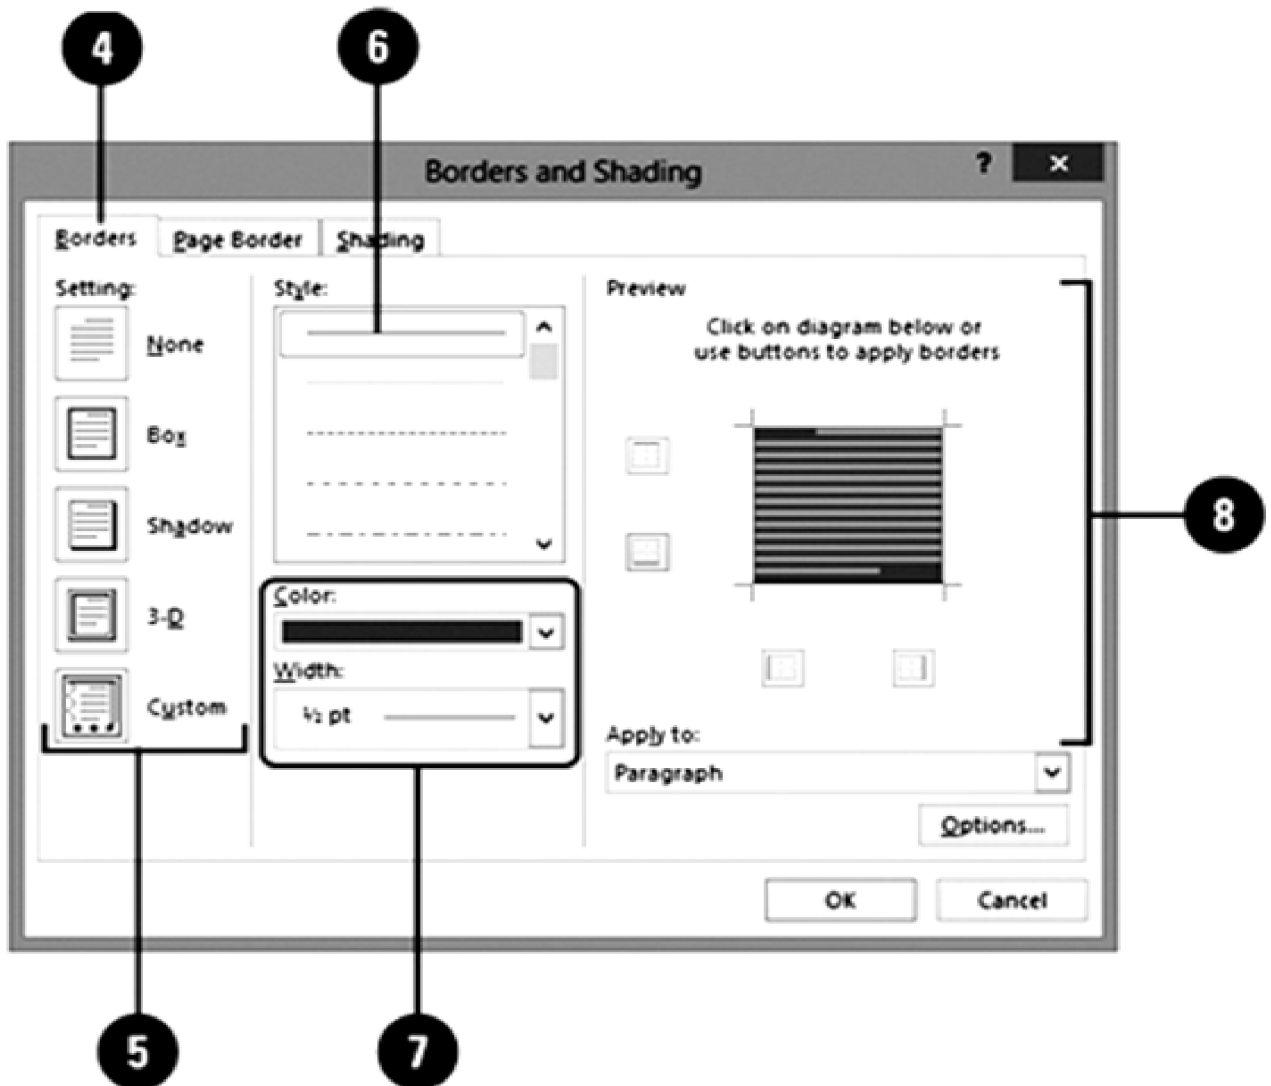 4 6
Borders and Shading ? ×
Borders Page Border Shading
Setting: Style: Preview
Click on diagram below or
use buttons to apply borders
None
Box
Shadow
3-D
Custom
Color:
Width:
½ pt
Apply to:
Paragraph
Options...
OK Cancel
8
5 7